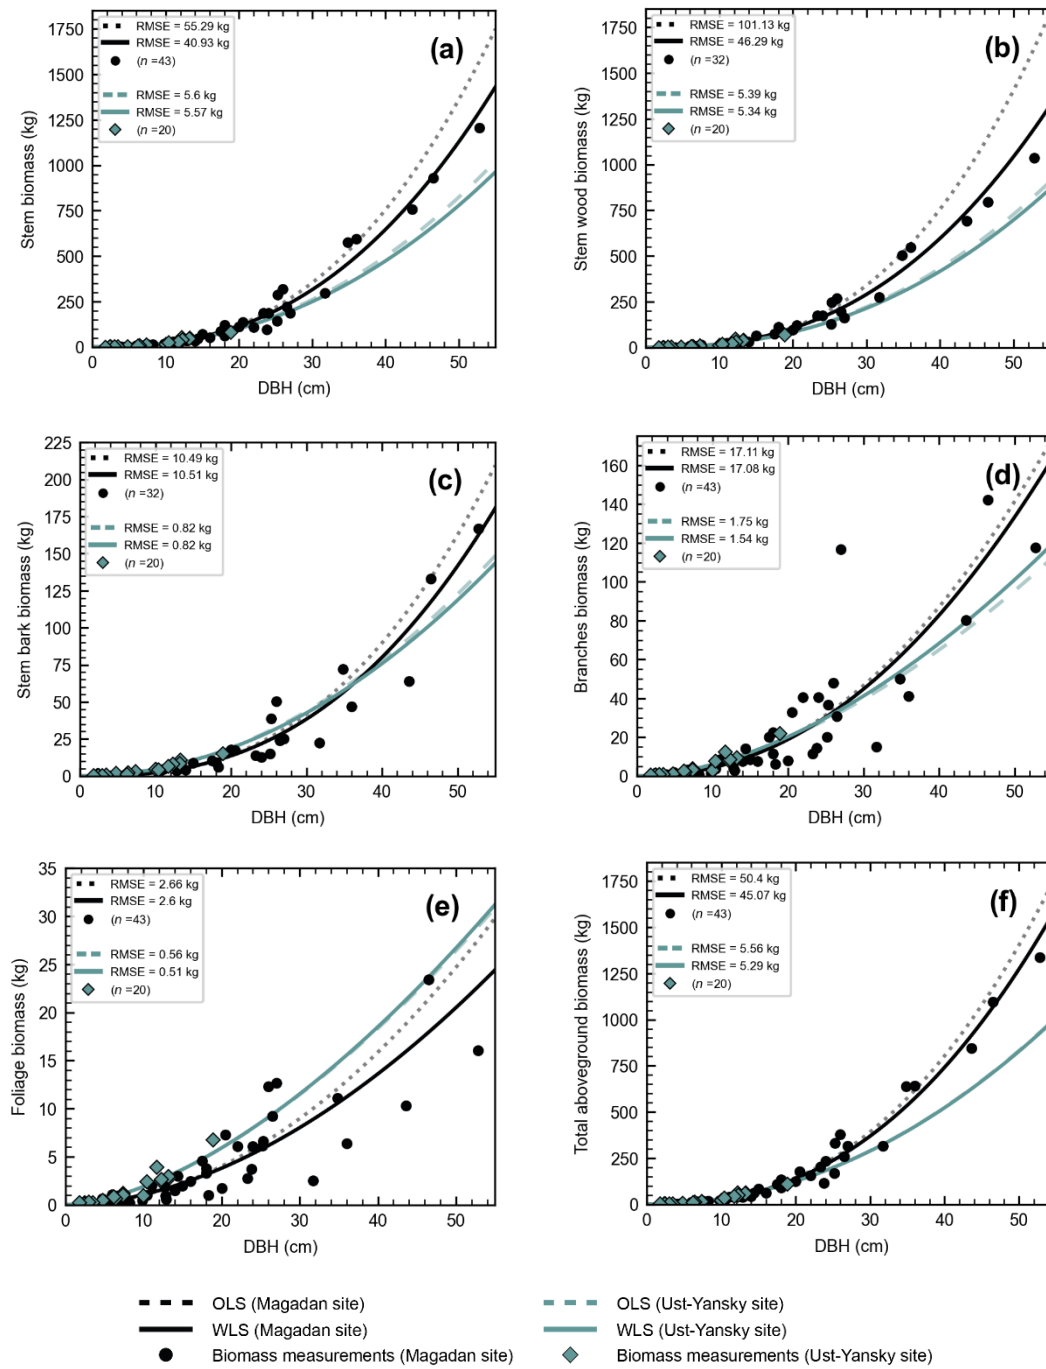 RMSE = 55.29 kg
RMSE = 40.93 kg
(n =43)
RMSE = 5.6 kg
RMSE = 5.57 kg
(n =20)
(a)
1750
1500
1250
1000
750
500
250
0
Stem biomass (kg)
0 10 20 30 40 50
DBH (cm)
RMSE = 101.13 kg
RMSE = 46.29 kg
(n =32)
RMSE = 5.39 kg
RMSE = 5.34 kg
(n =20)
(b)
1750
1500
1250
1000
750
500
250
0
Stem wood biomass (kg)
0 10 20 30 40 50
DBH (cm)
RMSE = 10.49 kg
RMSE = 10.51 kg
(n =32)
RMSE = 0.82 kg
RMSE = 0.82 kg
(n =20)
(c)
225
200
175
150
125
100
75
50
25
0
Stem bark biomass (kg)
0 10 20 30 40 50
DBH (cm)
RMSE = 17.11 kg
RMSE = 17.08 kg
(n =43)
RMSE = 1.75 kg
RMSE = 1.54 kg
(n =20)
(d)
160
140
120
100
80
60
40
20
0
Branches biomass (kg)
0 10 20 30 40 50
DBH (cm)
RMSE = 2.66 kg
RMSE = 2.6 kg
(n =43)
RMSE = 0.56 kg
RMSE = 0.51 kg
(n =20)
(e)
35
30
25
20
15
10
5
0
Foliage biomass (kg)
0 10 20 30 40 50
DBH (cm)
RMSE = 50.4 kg
RMSE = 45.07 kg
(n =43)
RMSE = 5.56 kg
RMSE = 5.29 kg
(n =20)
(f)
1750
1500
1250
1000
750
500
250
0
Total aboveground biomass (kg)
0 10 20 30 40 50
DBH (cm)
OLS (Magadan site)
WLS (Magadan site)
Biomass measurements (Magadan site)
OLS (Ust-Yansky site)
WLS (Ust-Yansky site)
Biomass measurements (Ust-Yansky site)